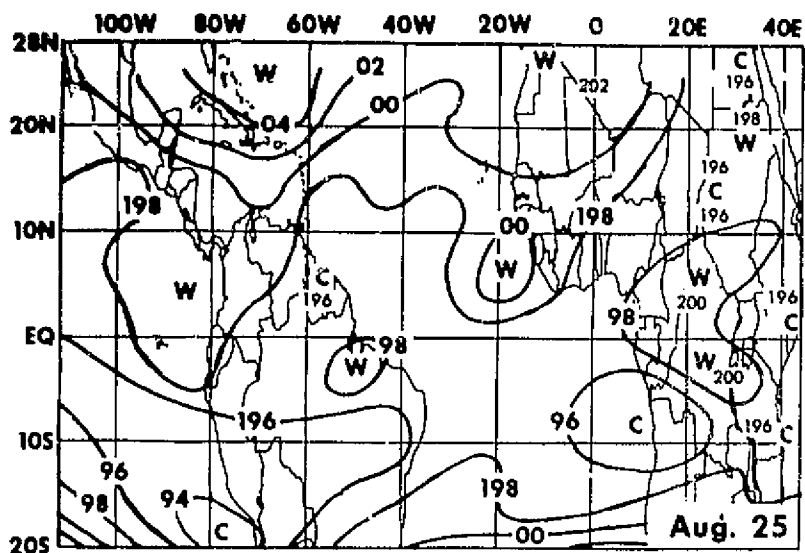 100W 80W 60W 40W 20W 0 20E 40E
28N
W 02 W C
196
202
00
04 198
20N W
196
198 C
196
10N 00 198
W W
C W
196 200 196
98 C
EQ 98
W W
200
196 96
C 196 C
10S
96 198
98 94
C 00 Aug. 25
20S